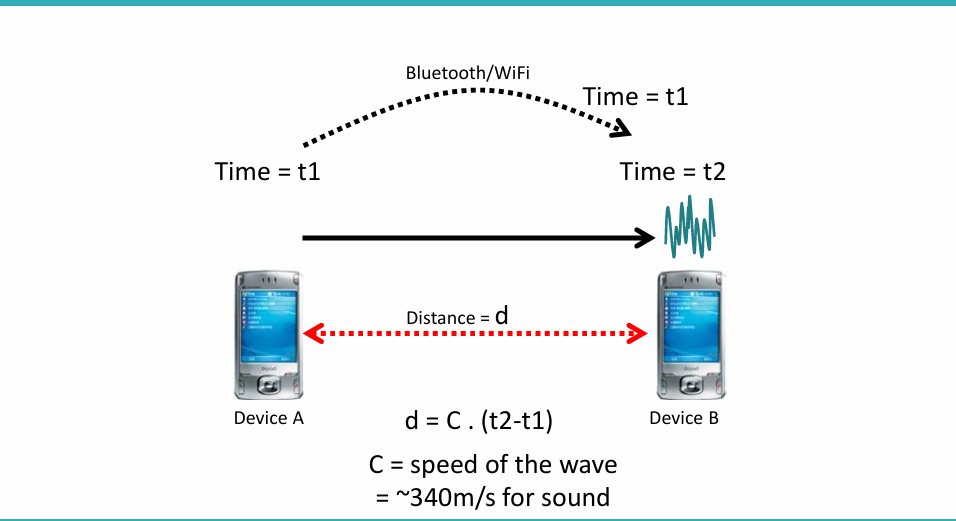 Bluetooth/WiFi
Time = t1
Time = t1
Time = t2
Distance = d
Device A
Device B
d = C . (t2-t1)
C = speed of the wave
= ~340m/s for sound